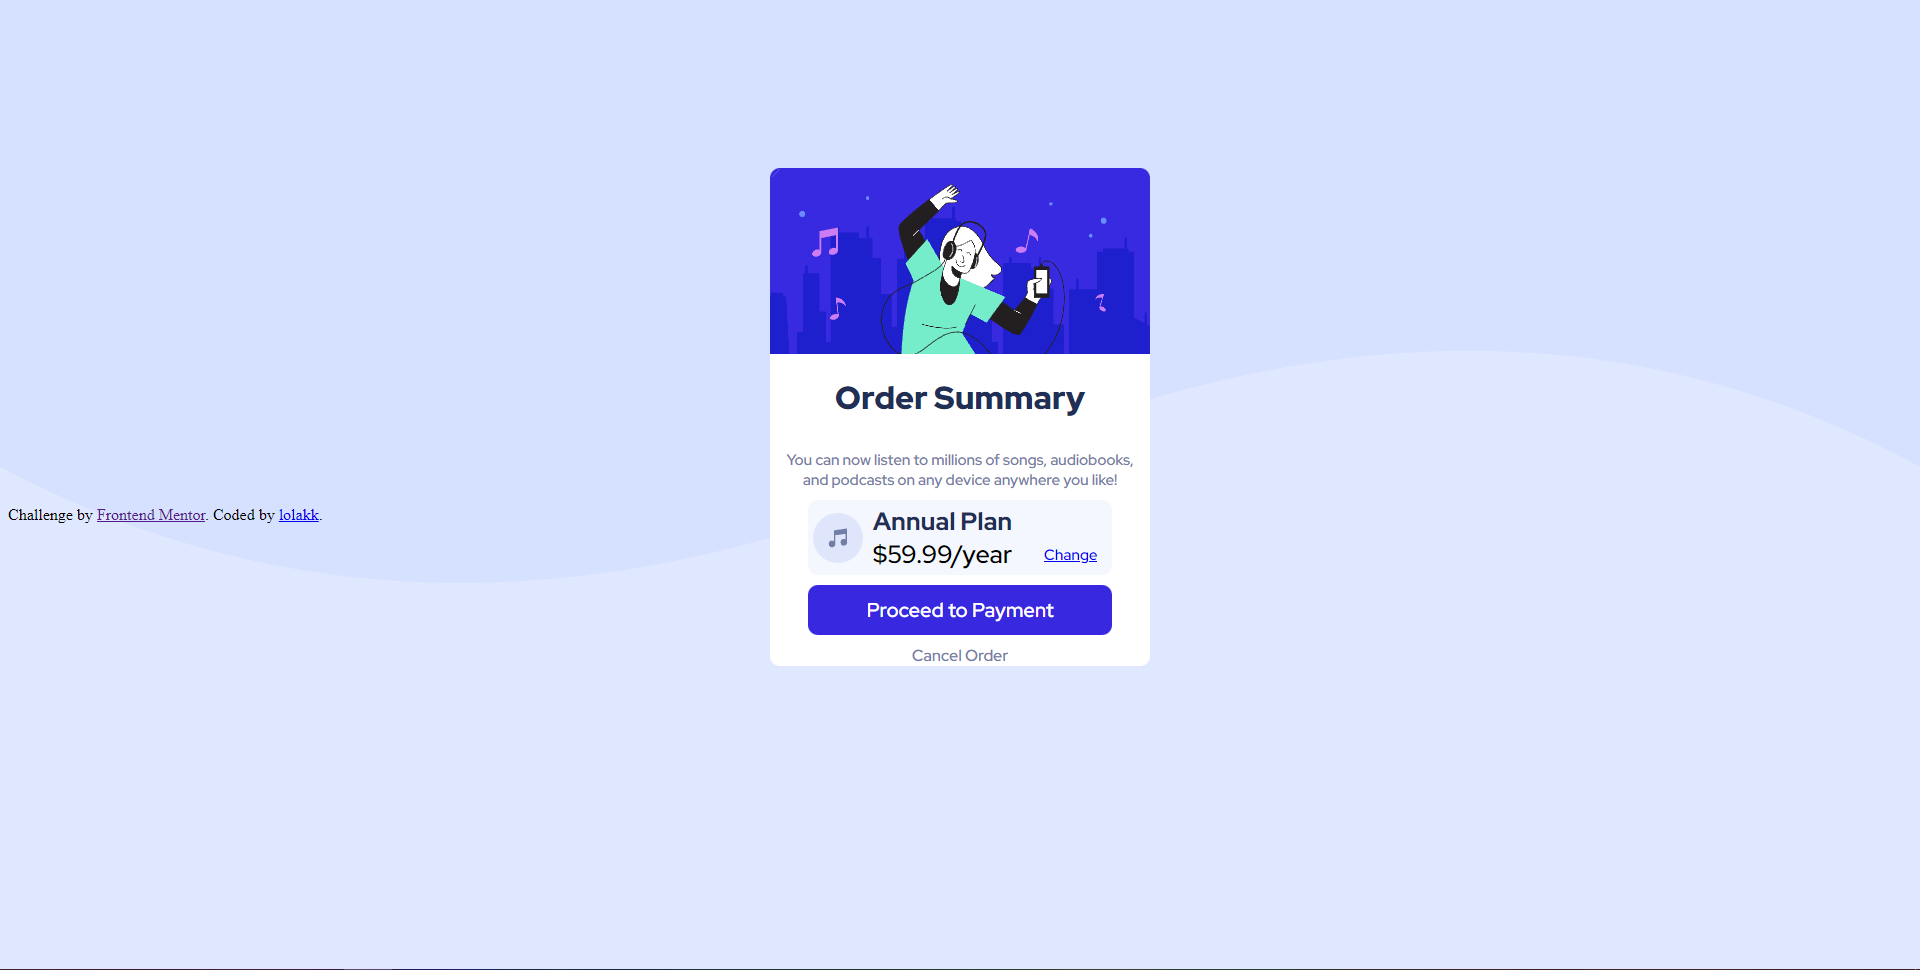 Order Summary
You can now listen to millions of songs, audiobooks,
and podcasts on any device anywhere you like!
Challenge by Frontend Mentor. Coded by lolakk.
Annual Plan
$59.99/year
Change
Proceed to Payment
Cancel Order